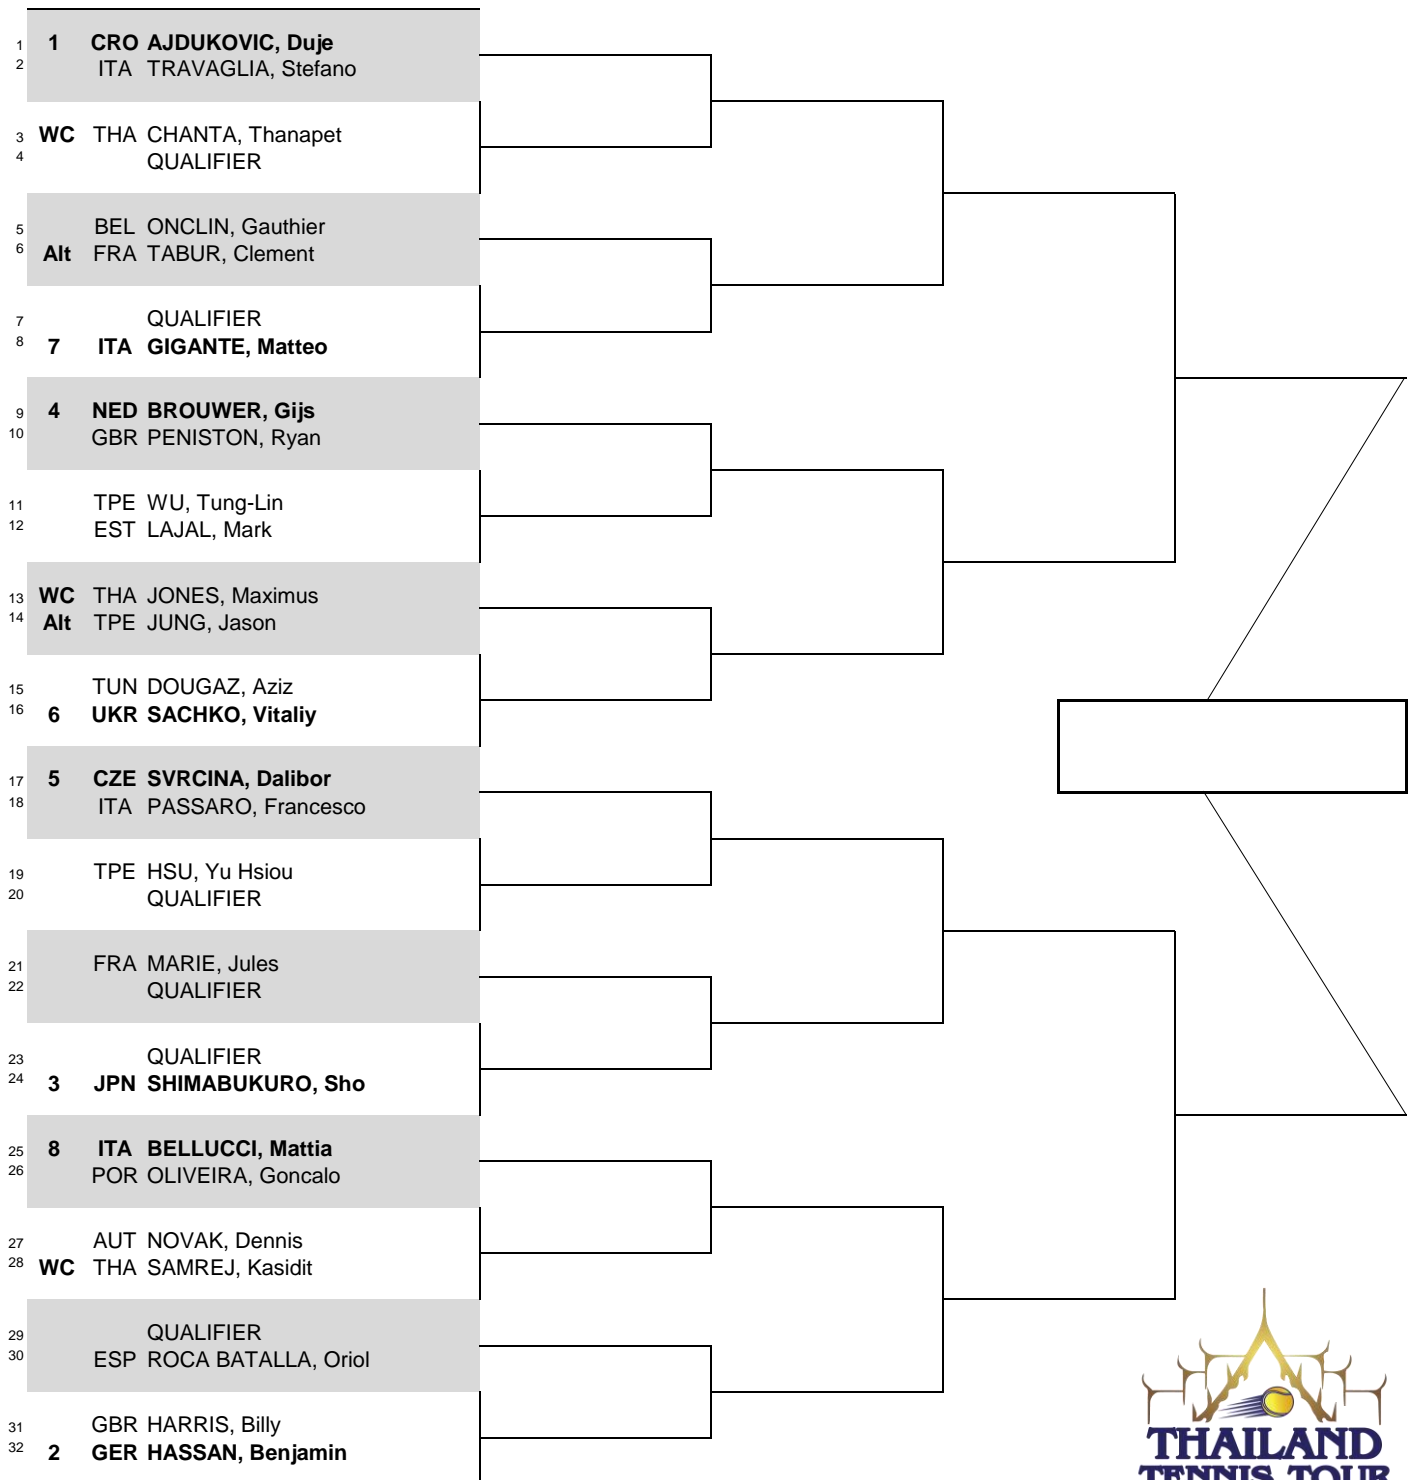 1 1 CRO AJDUKOVIC, Duje
2 ITA TRAVAGLIA, Stefano
3 WC THA CHANTA, Thanapet
4 QUALIFIER
5 BEL ONCLIN, Gauthier
6 Alt FRA TABUR, Clement
7 QUALIFIER
8 7 ITA GIGANTE, Matteo
9 4 NED BROUWER, Gijs
10 GBR PENISTON, Ryan
11 TPE WU, Tung-Lin
12 EST LAJAL, Mark
13 WC THA JONES, Maximus
14 Alt TPE JUNG, Jason
15 TUN DOUGAZ, Aziz
16 6 UKR SACHKO, Vitaliy
17 5 CZE SVRCINA, Dalibor
18 ITA PASSARO, Francesco
19 TPE HSU, Yu Hsiou
20 QUALIFIER
21 FRA MARIE, Jules
22 QUALIFIER
23 QUALIFIER
24 3 JPN SHIMABUKURO, Sho
25 8 ITA BELLUCCI, Mattia
26 POR OLIVEIRA, Goncalo
27 AUT NOVAK, Dennis
28 WC THA SAMREJ, Kasidit
29 QUALIFIER
30 ESP ROCA BATALLA, Oriol
31 GBR HARRIS, Billy
32 2 GER HASSAN, Benjamin
THAILAND
TENNIS TOUR